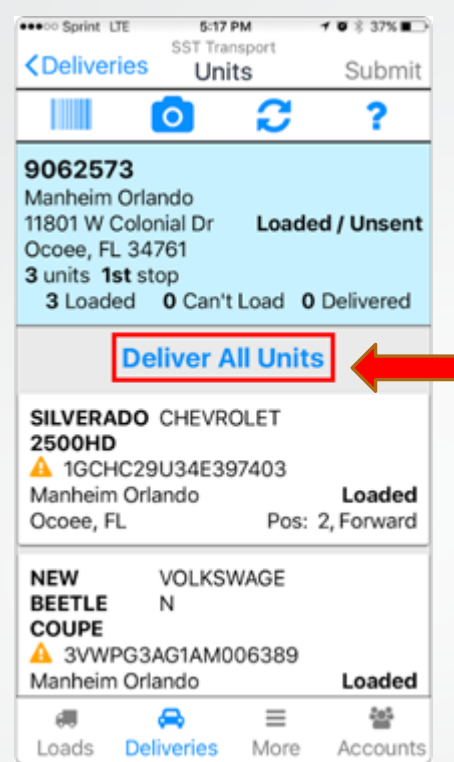 Sprint LTE 5:17 PM 37%
SST Transport
Deliveries Units Submit
?
9062573
Manheim Orlando
11801 W Colonial Dr Loaded / Unsent
Ocoee, FL 34761
3 units 1st stop
3 Loaded 0 Can't Load 0 Delivered
Deliver All Units
SILVERADO CHEVROLET
2500HD
1GCHC29U34E397403
Manheim Orlando Loaded
Ocoee, FL Pos: 2, Forward
NEW VOLKSWAGE
BEETLE N
COUPE
3VWPG3AG1AM006389
Manheim Orlando Loaded
Loads Deliveries More Accounts